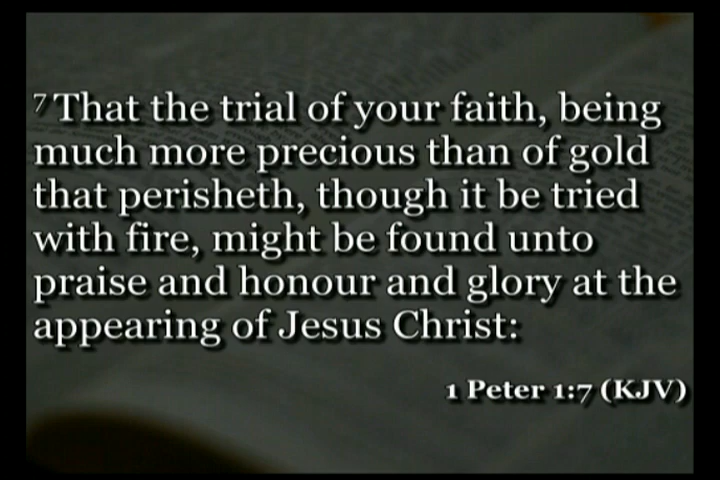 7 That the trial of your faith, being
much more precious than of gold
that perisheth, though it be tried
with fire, might be found unto
praise and honour and glory at the
appearing of Jesus Christ:
1 Peter 1:7 (KJV)